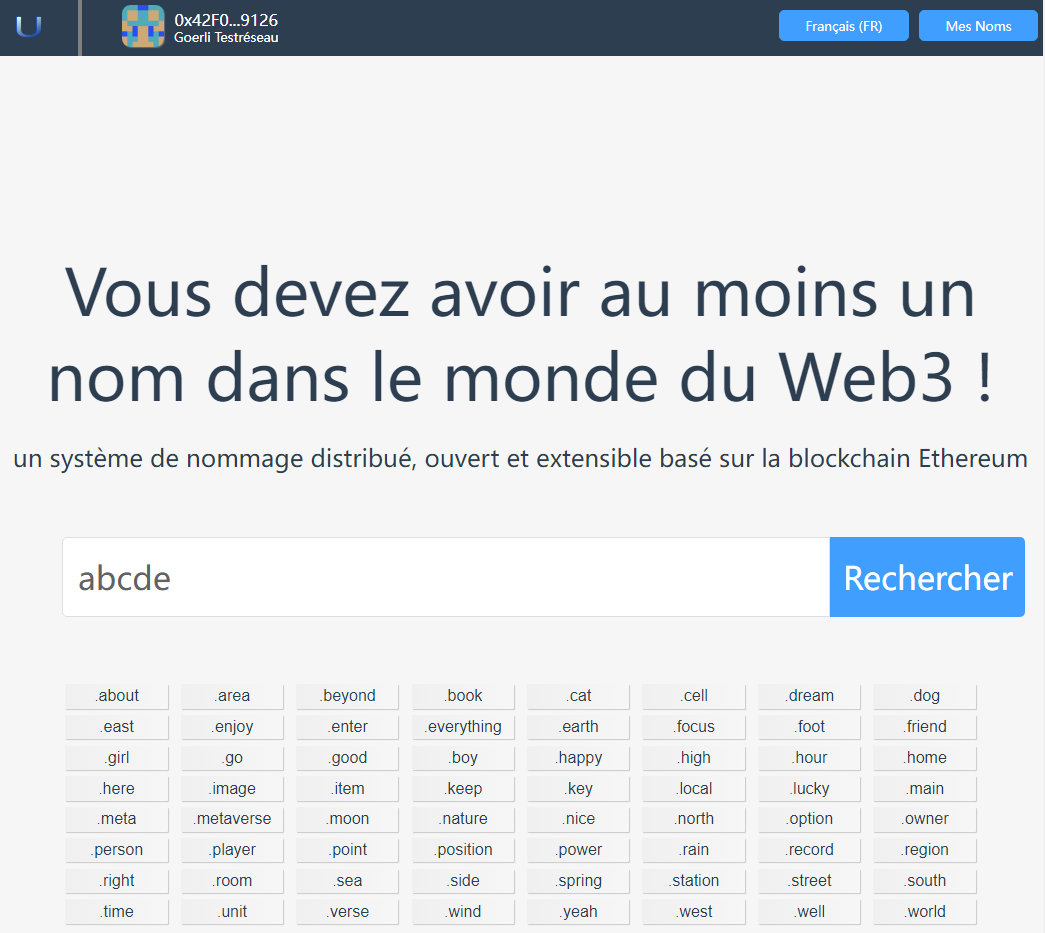 U
0x42F0...9126
Goerli Testréseau
Français (FR) Mes Noms
Vous devez avoir au moins un
nom dans le monde du Web3 !
un système de nommage distribué, ouvert et extensible basé sur la blockchain Ethereum
abcde Rechercher
.about .area .beyond .book .cat .cell .dream .dog
.east .enjoy .enter .everything .earth .focus .foot .friend
.girl .go .good .boy .happy .high .hour .home
.here .image .item .keep .key .local .lucky .main
.meta .metaverse .moon .nature .nice .north .option .owner
.person .player .point .position .power .rain .record .region
.right .room .sea .side .spring .station .street .south
.time .unit .verse .wind .yeah .west .well .world